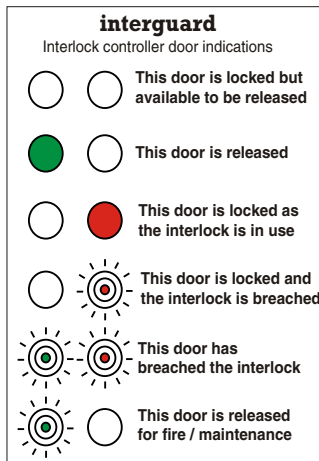 interguard
Interlock controller door indications
This door is locked but
available to be released
This door is released
This door is locked as
the interlock is in use
This door is locked and
the interlock is breached
This door has
breached the interlock
This door is released
for fire / maintenance